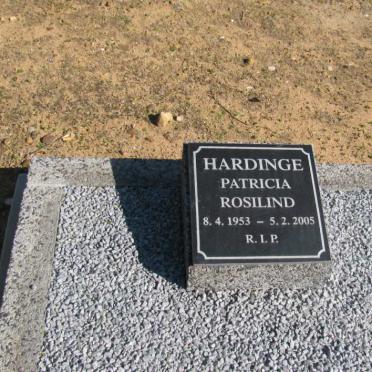 HARDINGE
PATRICIA
ROSILIND
8. 4. 1953 – 5. 2. 2005
R. I. P.